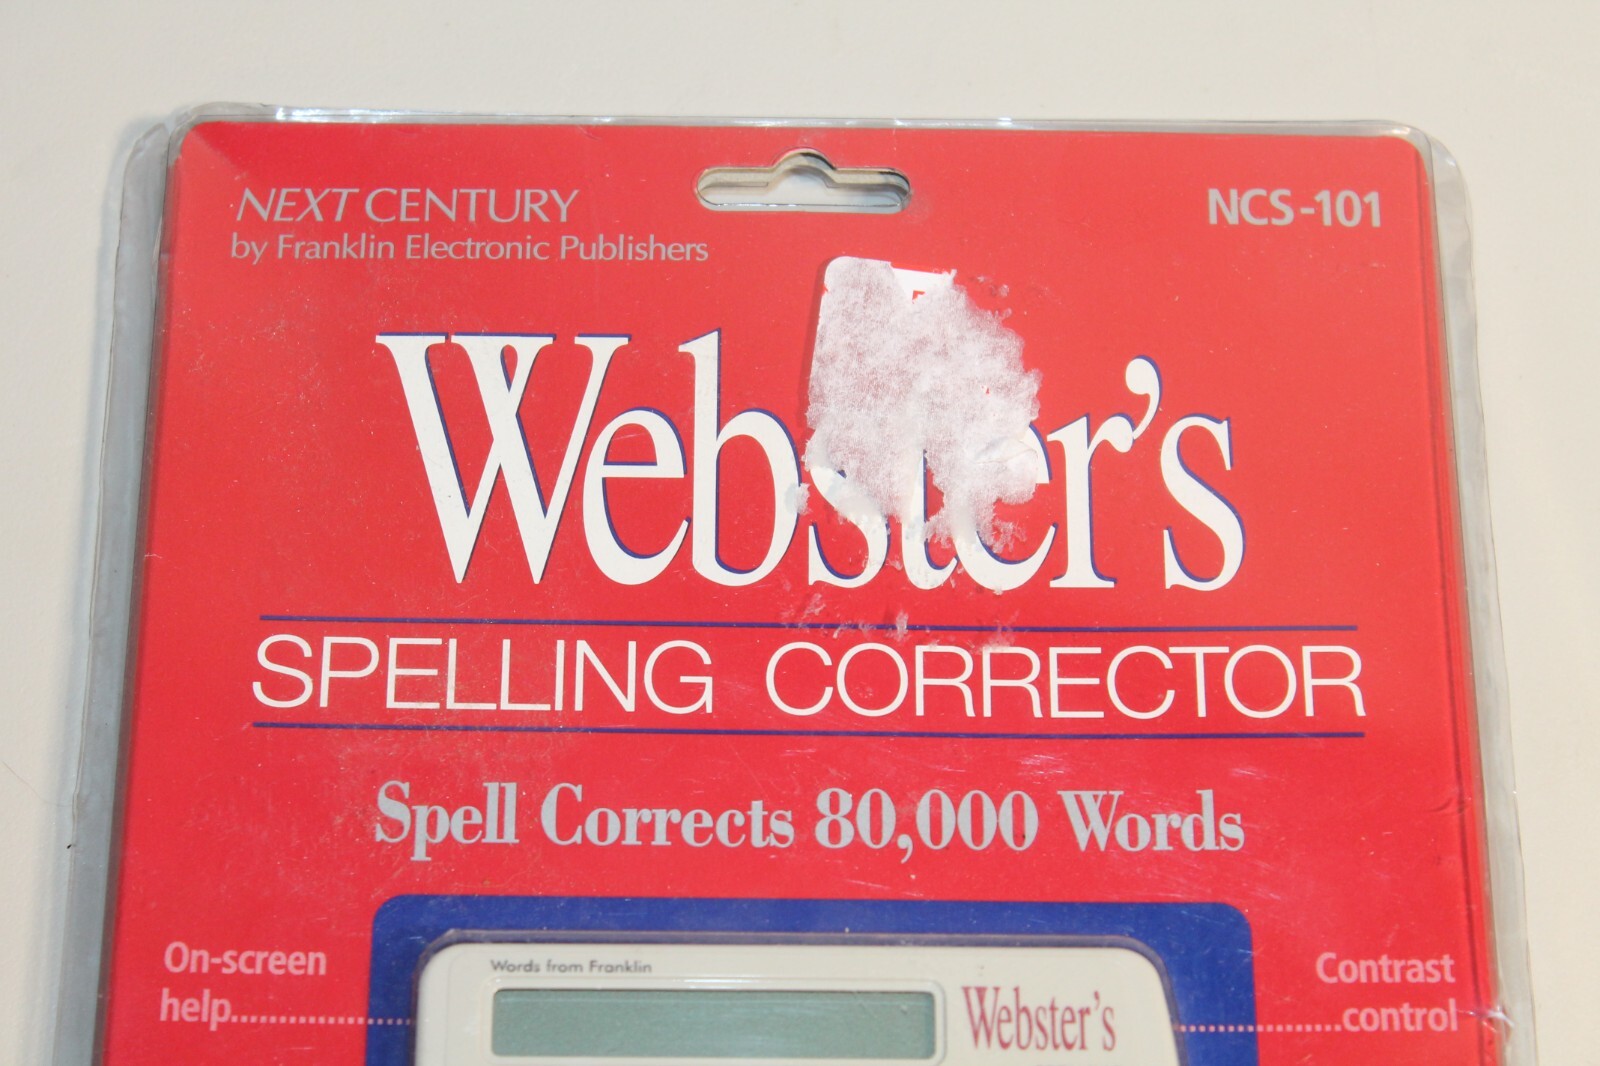 NEXT CENTURY
by Franklin Electronic Publishers
NCS-101
Webster's
SPELLING CORRECTOR
Spell Corrects 80,000 Words
On-screen
help
Contrast
control
Words from Franklin
Webster's